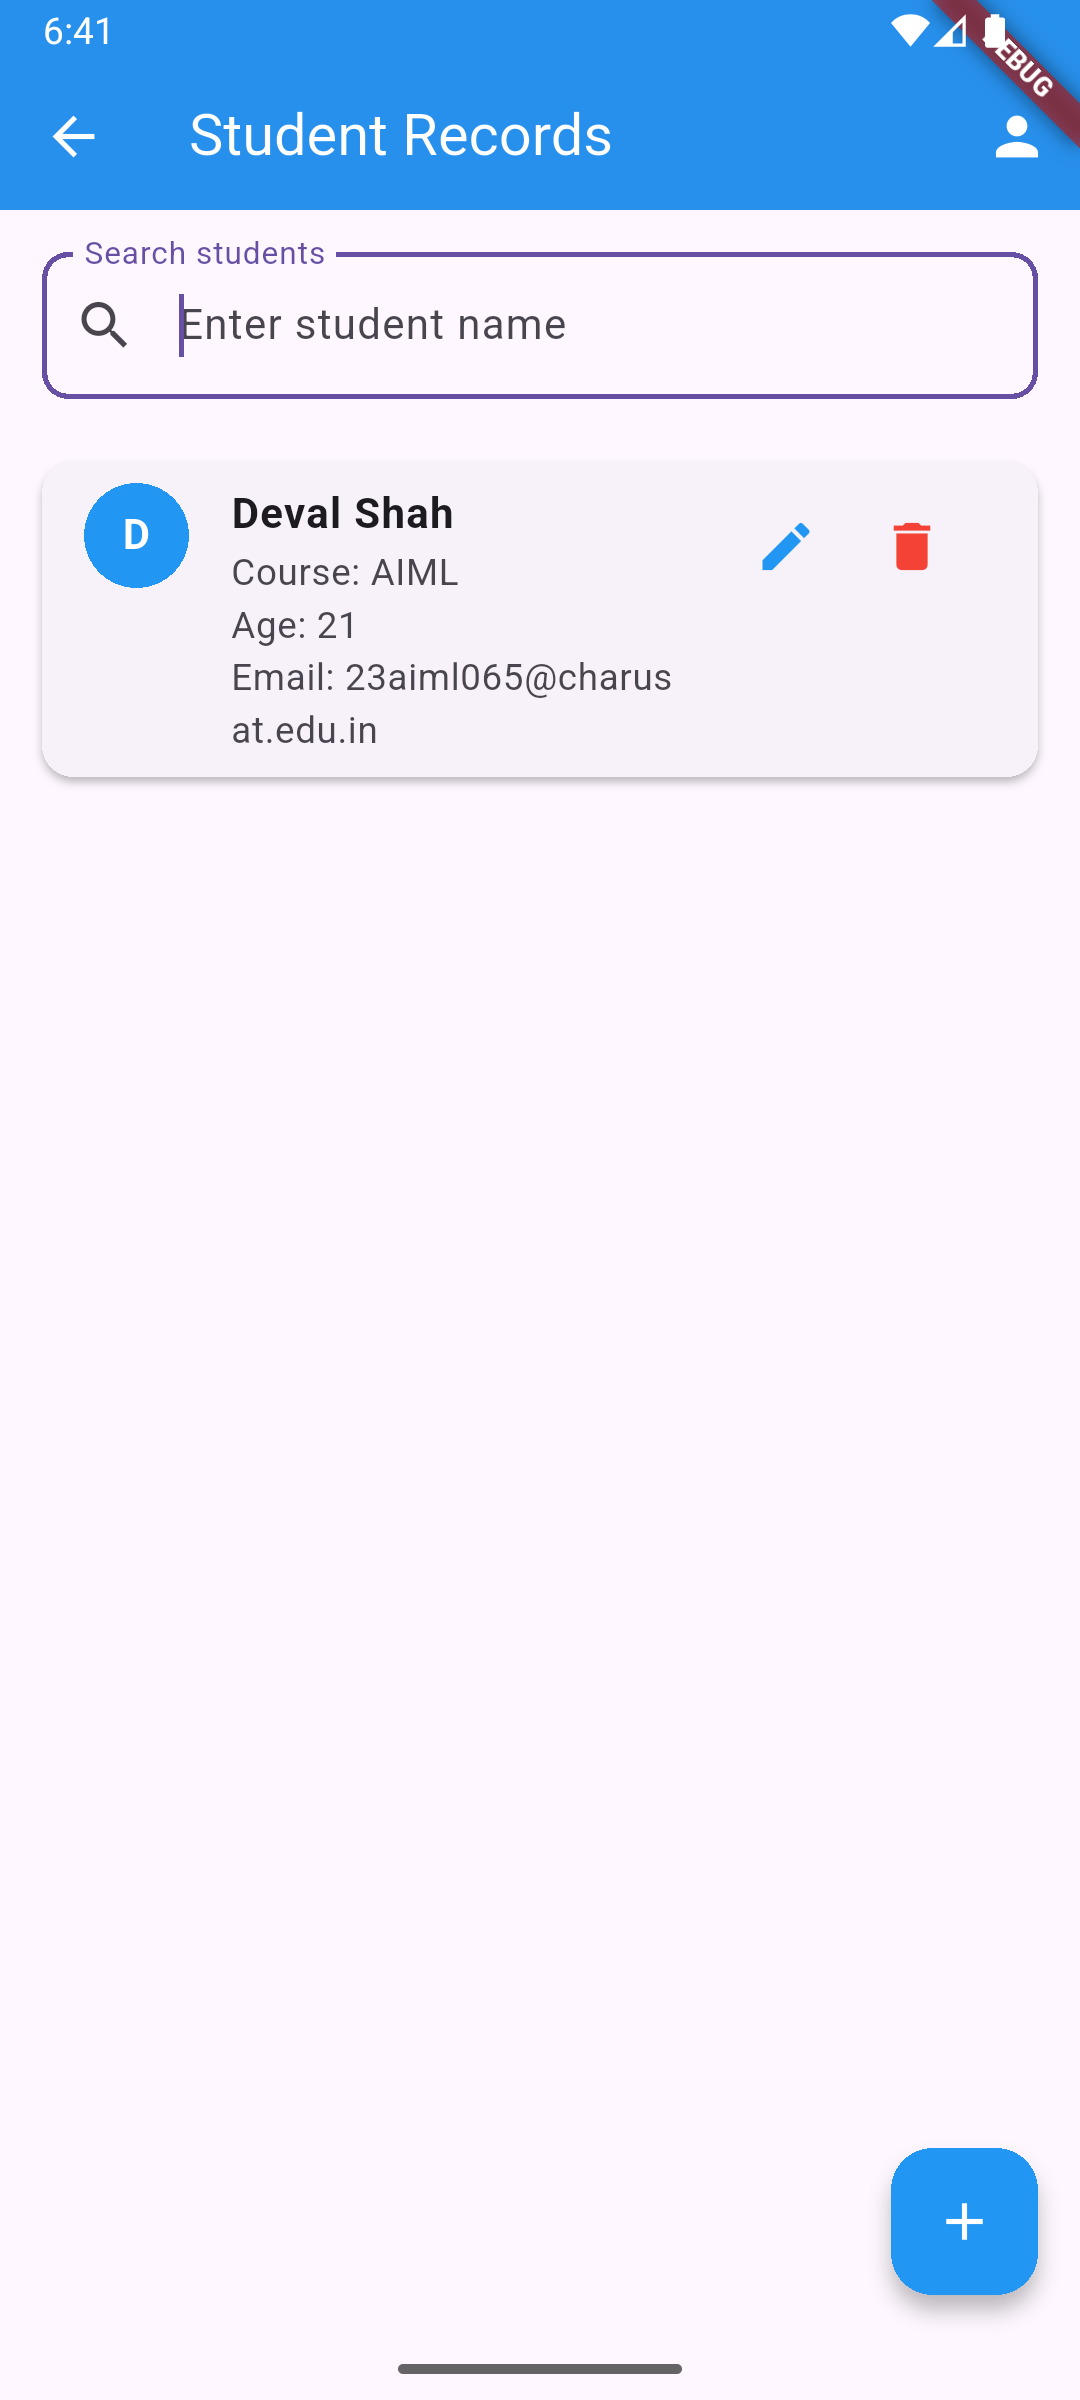 6:41
DEBUG
Student Records
Search students
Enter student name
D
Deval Shah
Course: AIML
Age: 21
Email: 23aiml065@charus
at.edu.in